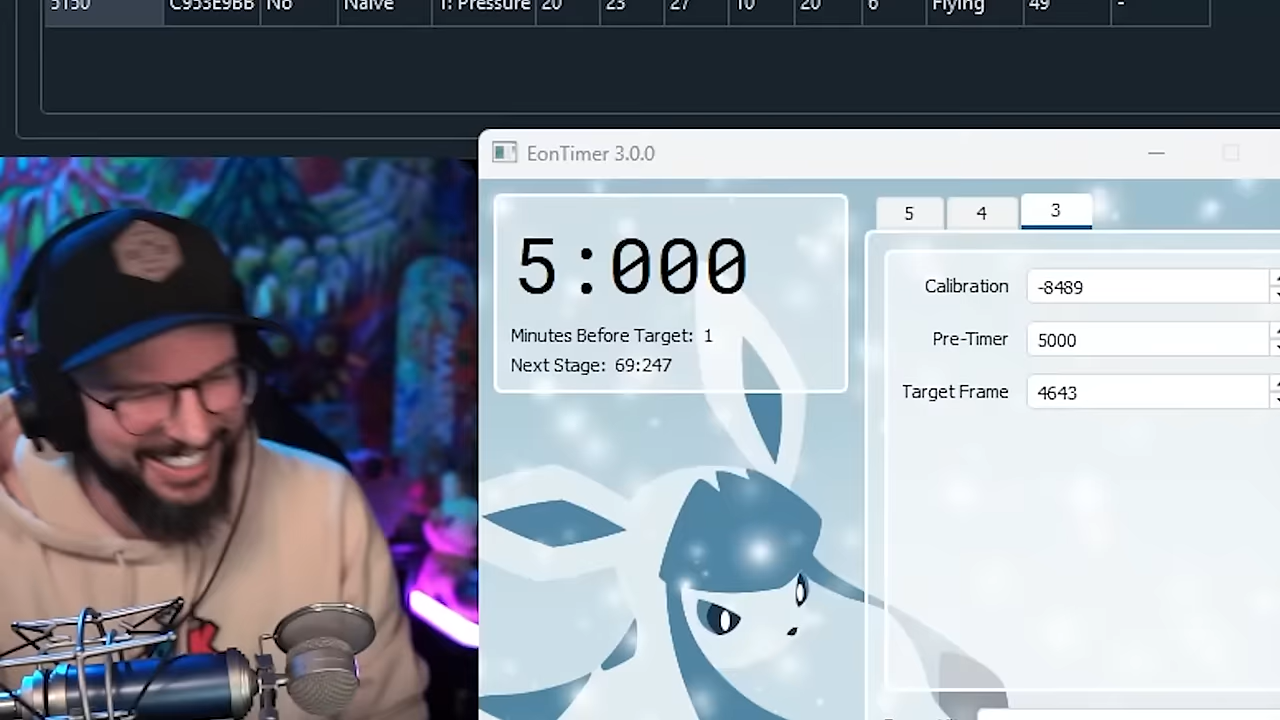 5150 C953E9BB No Naive 1: Pressure 20 23 27 10 20 6 Flying 49 -
EonTimer 3.0.0
5 4 3
5:000
Minutes Before Target: 1
Next Stage: 69:247
Calibration -8489
Pre-Timer 5000
Target Frame 4643